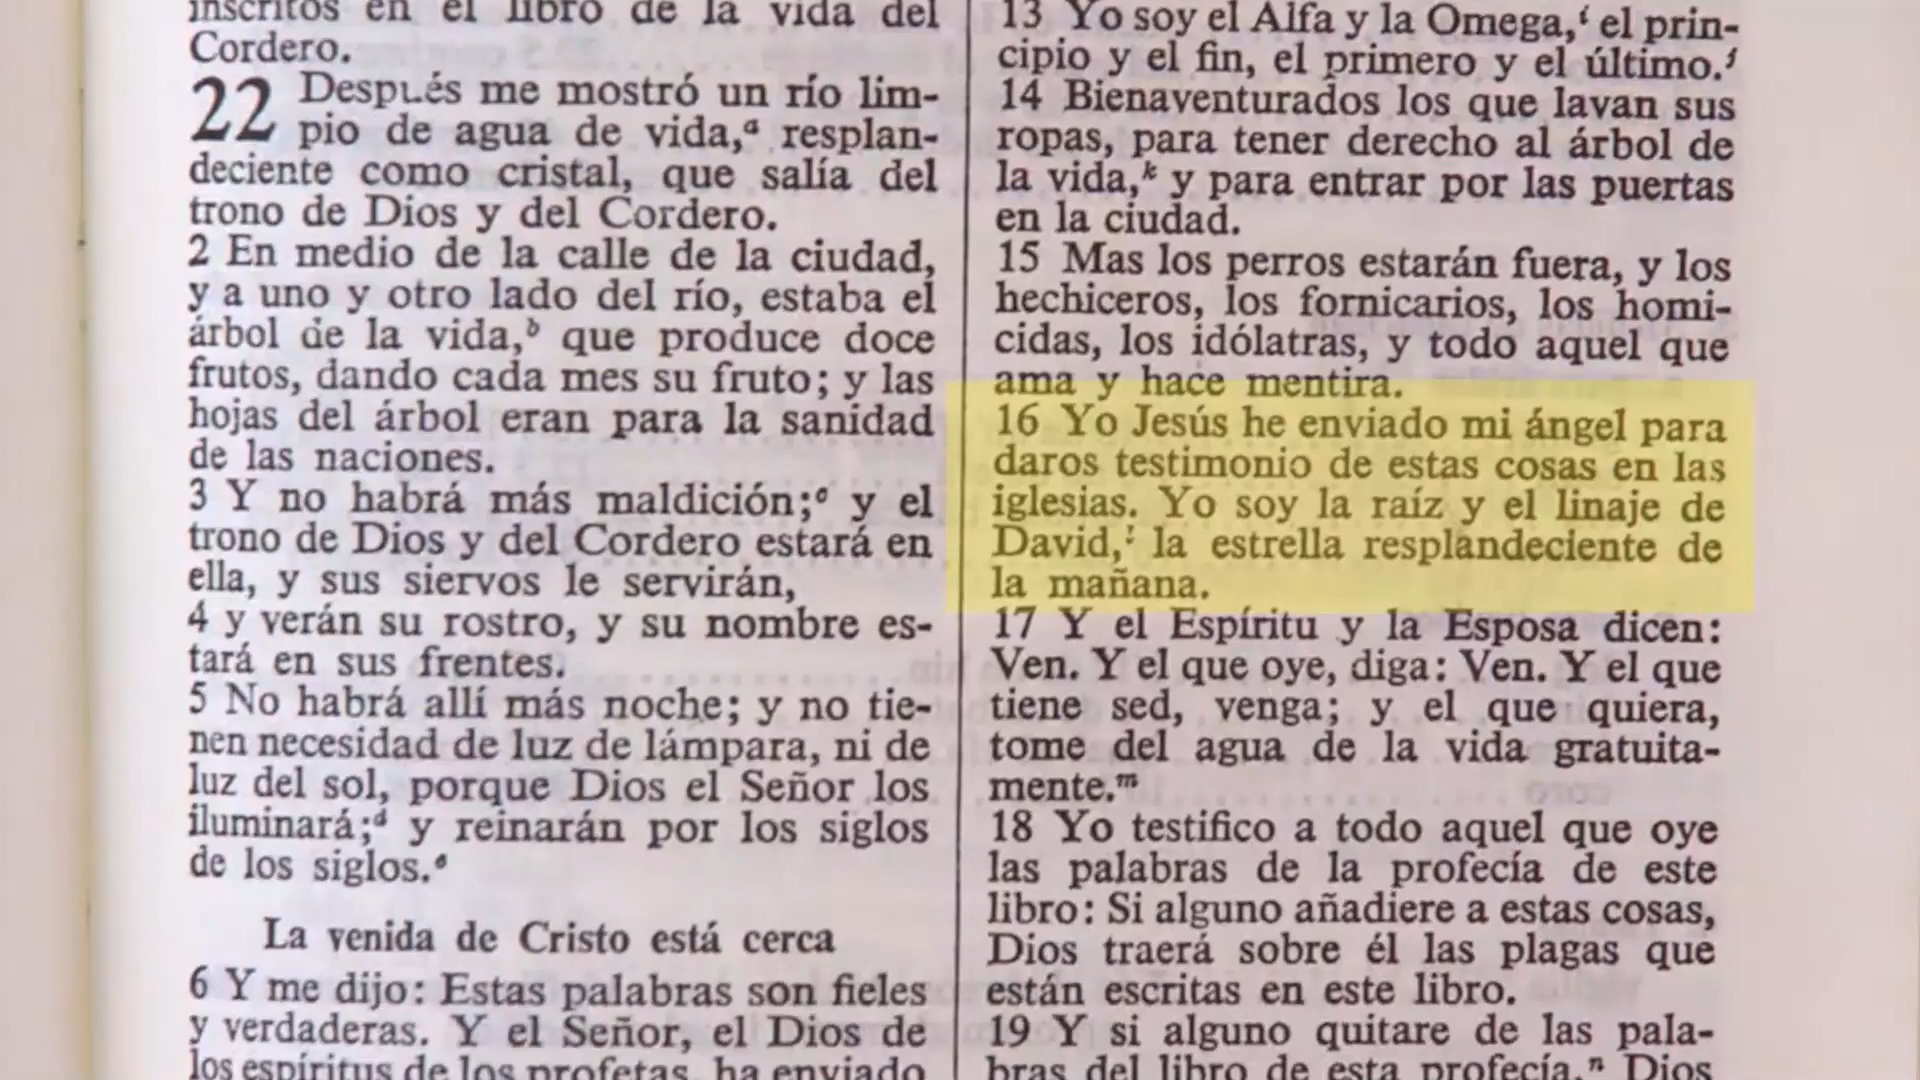 inscritos en el libro de la vida del
Cordero.
22 Después me mostró un río lim-
pio de agua de vida,ᵃ resplan-
deciente como cristal, que salía del
trono de Dios y del Cordero.
2 En medio de la calle de la ciudad,
y a uno y otro lado del río, estaba el
árbol de la vida,ᵇ que produce doce
frutos, dando cada mes su fruto; y las
hojas del árbol eran para la sanidad
de las naciones.
3 Y no habrá más maldición;ᶜ y el
trono de Dios y del Cordero estará en
ella, y sus siervos le servirán,
4 y verán su rostro, y su nombre es-
tará en sus frentes.
5 No habrá allí más noche; y no tie-
nen necesidad de luz de lámpara, ni de
luz del sol, porque Dios el Señor los
iluminará;ᵈ y reinarán por los siglos
de los siglos.ᵉ
La venida de Cristo está cerca
6 Y me dijo: Estas palabras son fieles
y verdaderas. Y el Señor, el Dios de
los espíritus de los profetas, ha enviado
13 Yo soy el Alfa y la Omega,ⁱ el prin-
cipio y el fin, el primero y el último.ʲ
14 Bienaventurados los que lavan sus
ropas, para tener derecho al árbol de
la vida,ᵏ y para entrar por las puertas
en la ciudad.
15 Mas los perros estarán fuera, y los
hechiceros, los fornicarios, los homi-
cidas, los idólatras, y todo aquel que
ama y hace mentira.
16 Yo Jesús he enviado mi ángel para
daros testimonio de estas cosas en las
iglesias. Yo soy la raíz y el linaje de
David,ˡ la estrella resplandeciente de
la mañana.
17 Y el Espíritu y la Esposa dicen:
Ven. Y el que oye, diga: Ven. Y el que
tiene sed, venga; y el que quiera,
tome del agua de la vida gratuita-
mente.ᵐ
18 Yo testifico a todo aquel que oye
las palabras de la profecía de este
libro: Si alguno añadiere a estas cosas,
Dios traerá sobre él las plagas que
están escritas en este libro.
19 Y si alguno quitare de las pala-
bras del libro de esta profecía,ⁿ Dios